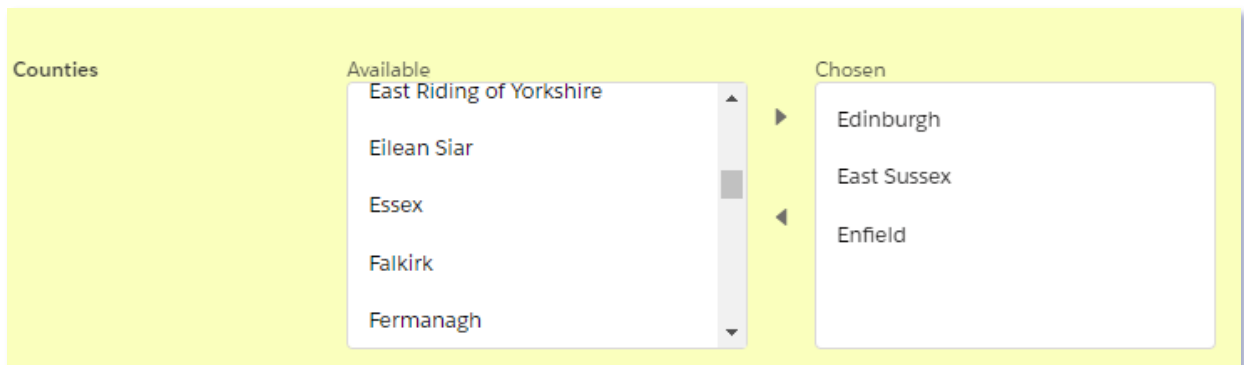 Counties
Available
East Riding of Yorkshire
Eilean Siar
Essex
Falkirk
Fermanagh
Chosen
Edinburgh
East Sussex
Enfield